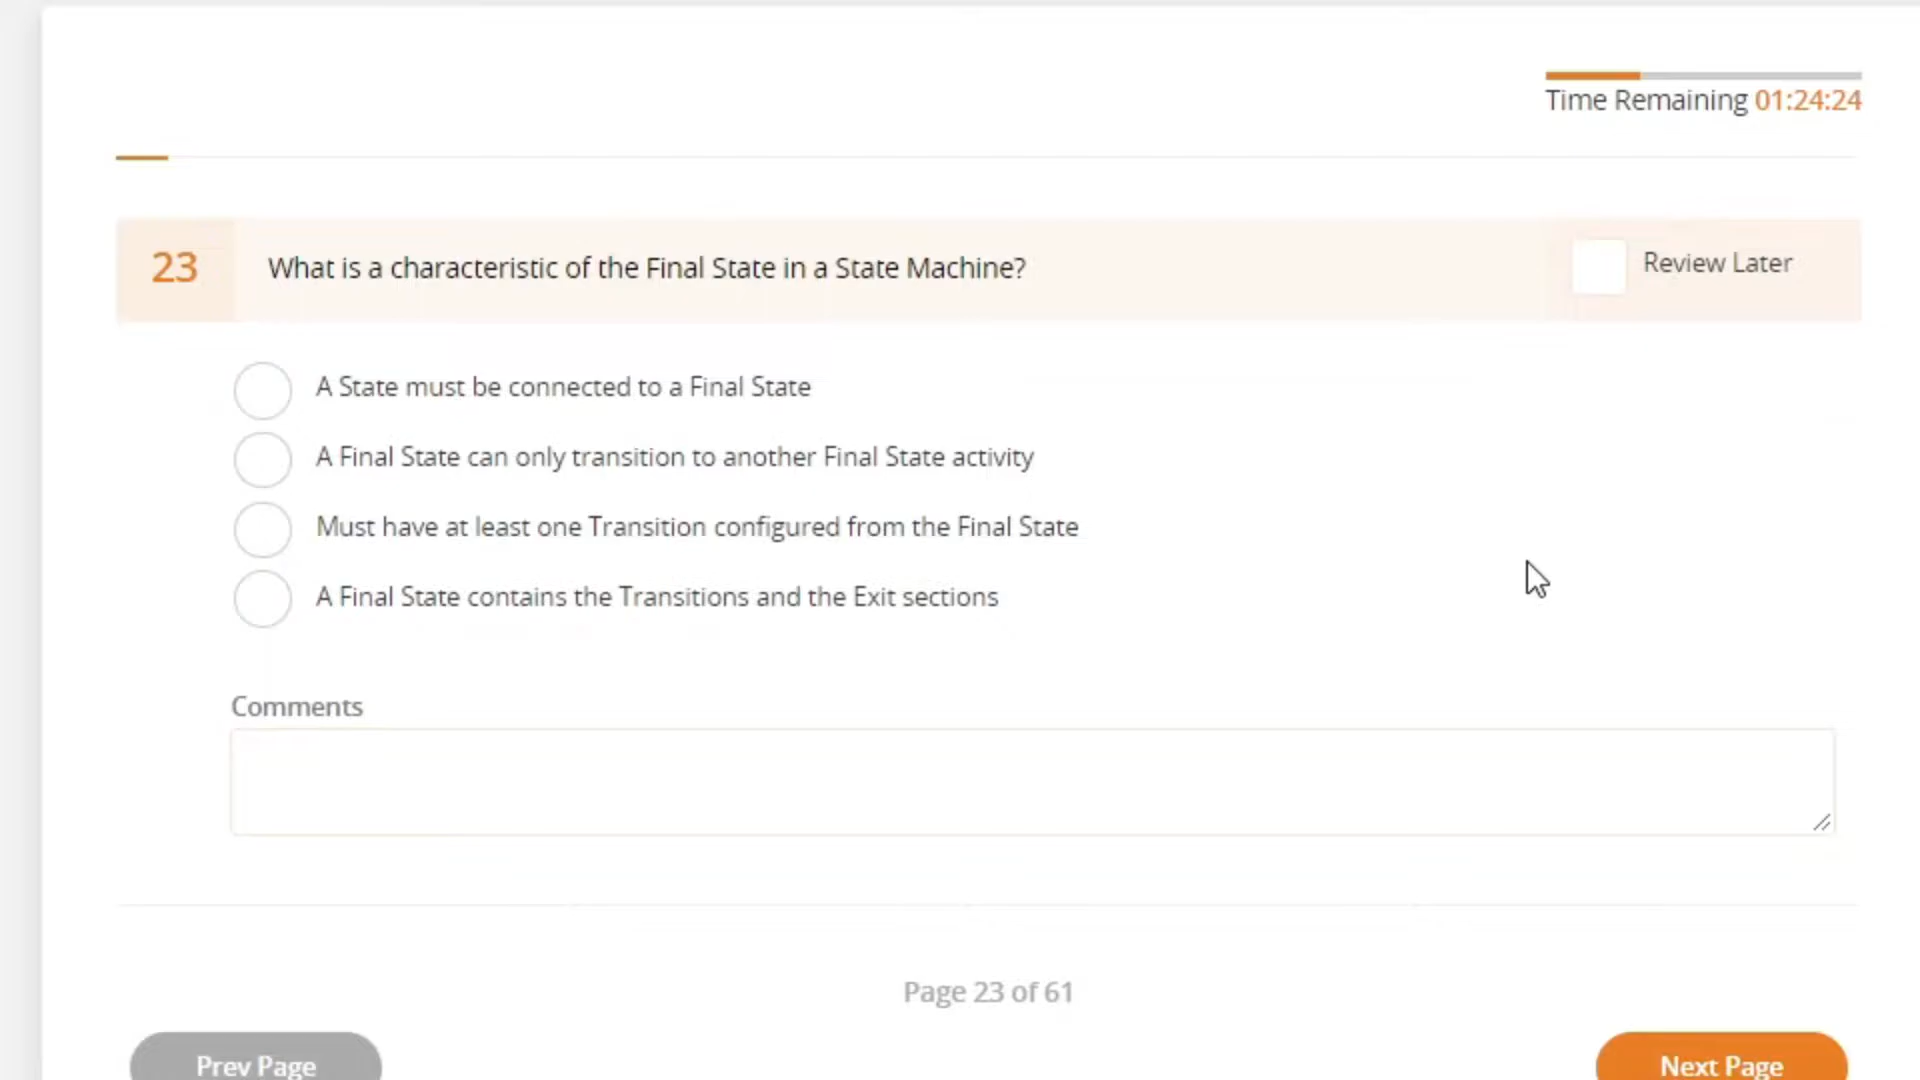 Time Remaining 01:24:24
23 What is a characteristic of the Final State in a State Machine? Review Later
A State must be connected to a Final State
A Final State can only transition to another Final State activity
Must have at least one Transition configured from the Final State
A Final State contains the Transitions and the Exit sections
Comments
Page 23 of 61
Prev Page Next Page